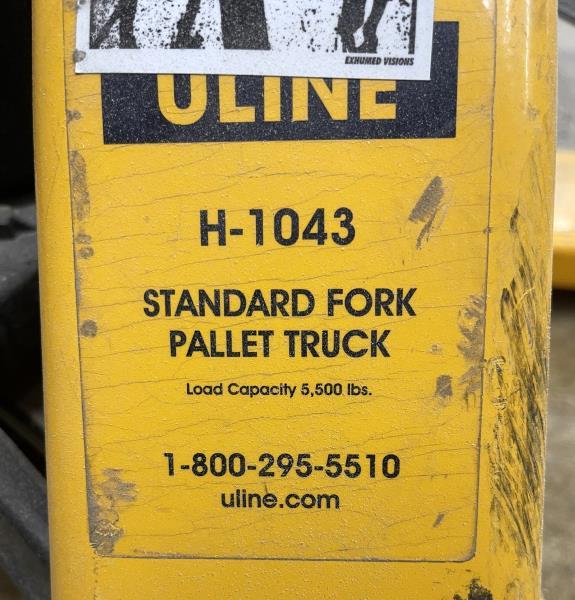 EXHUMED VISIONS
ULINE
H-1043
STANDARD FORK
PALLET TRUCK
Load Capacity 5,500 lbs.
1-800-295-5510
uline.com